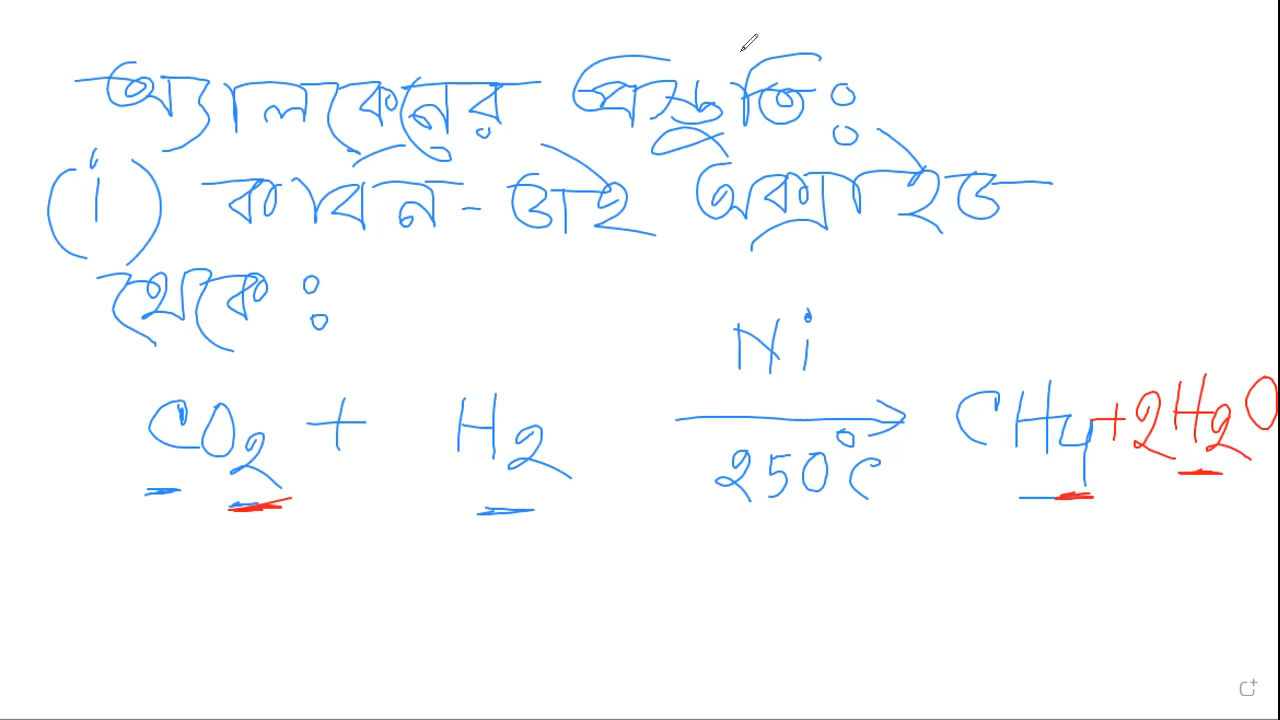 অ্যালকেনের প্রস্তুতি:
(i) কার্বন-ডাই অক্সাইড
থেকে:
Ni
CO₂ + H₂ ⟶ CH₄+2H₂O
250°C